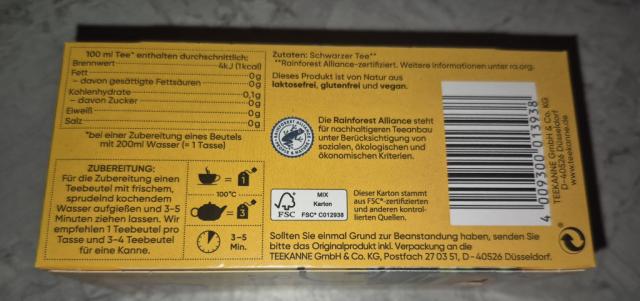 100 ml Tee* enthalten durchschnittlich:
Brennwert 4kJ (1kcal)
Fett 0g
– davon gesättigte Fettsäuren 0g
Kohlenhydrate 0,1g
– davon Zucker 0g
Eiweiß 0g
Salz 0g
*bei einer Zubereitung eines Beutels
mit 200ml Wasser (= 1 Tasse)
ZUBEREITUNG:
Für die Zubereitung einen
Teebeutel mit frischem,
sprudelnd kochendem
Wasser aufgießen und 3–5
Minuten ziehen lassen. Wir
empfehlen 1 Teebeutel pro
Tasse und 3–4 Teebeutel
für eine Kanne.
= 1
100°C
= 3
3–5
Min.
Zutaten: Schwarzer Tee**
**Rainforest Alliance-zertifiziert. Weitere Informationen unter ra.org.
Dieses Produkt ist von Natur aus
laktosefrei, glutenfrei und vegan.
Die Rainforest Alliance steht
für nachhaltigeren Teeanbau
unter Berücksichtigung von
sozialen, ökologischen und
ökonomischen Kriterien.
FSC
MIX
Karton
FSC® C012938
Dieser Karton stammt
aus FSC®-zertifizierten
und anderen kontrol-
lierten Quellen.
Sollten Sie einmal Grund zur Beanstandung haben, senden Sie
bitte das Originalprodukt inkl. Verpackung an die
TEEKANNE GmbH & Co. KG, Postfach 27 03 51, D-40526 Düsseldorf.
4 009300 013938
TEEKANNE GmbH & Co. KG
D-40526 Düsseldorf
www.teekanne.de